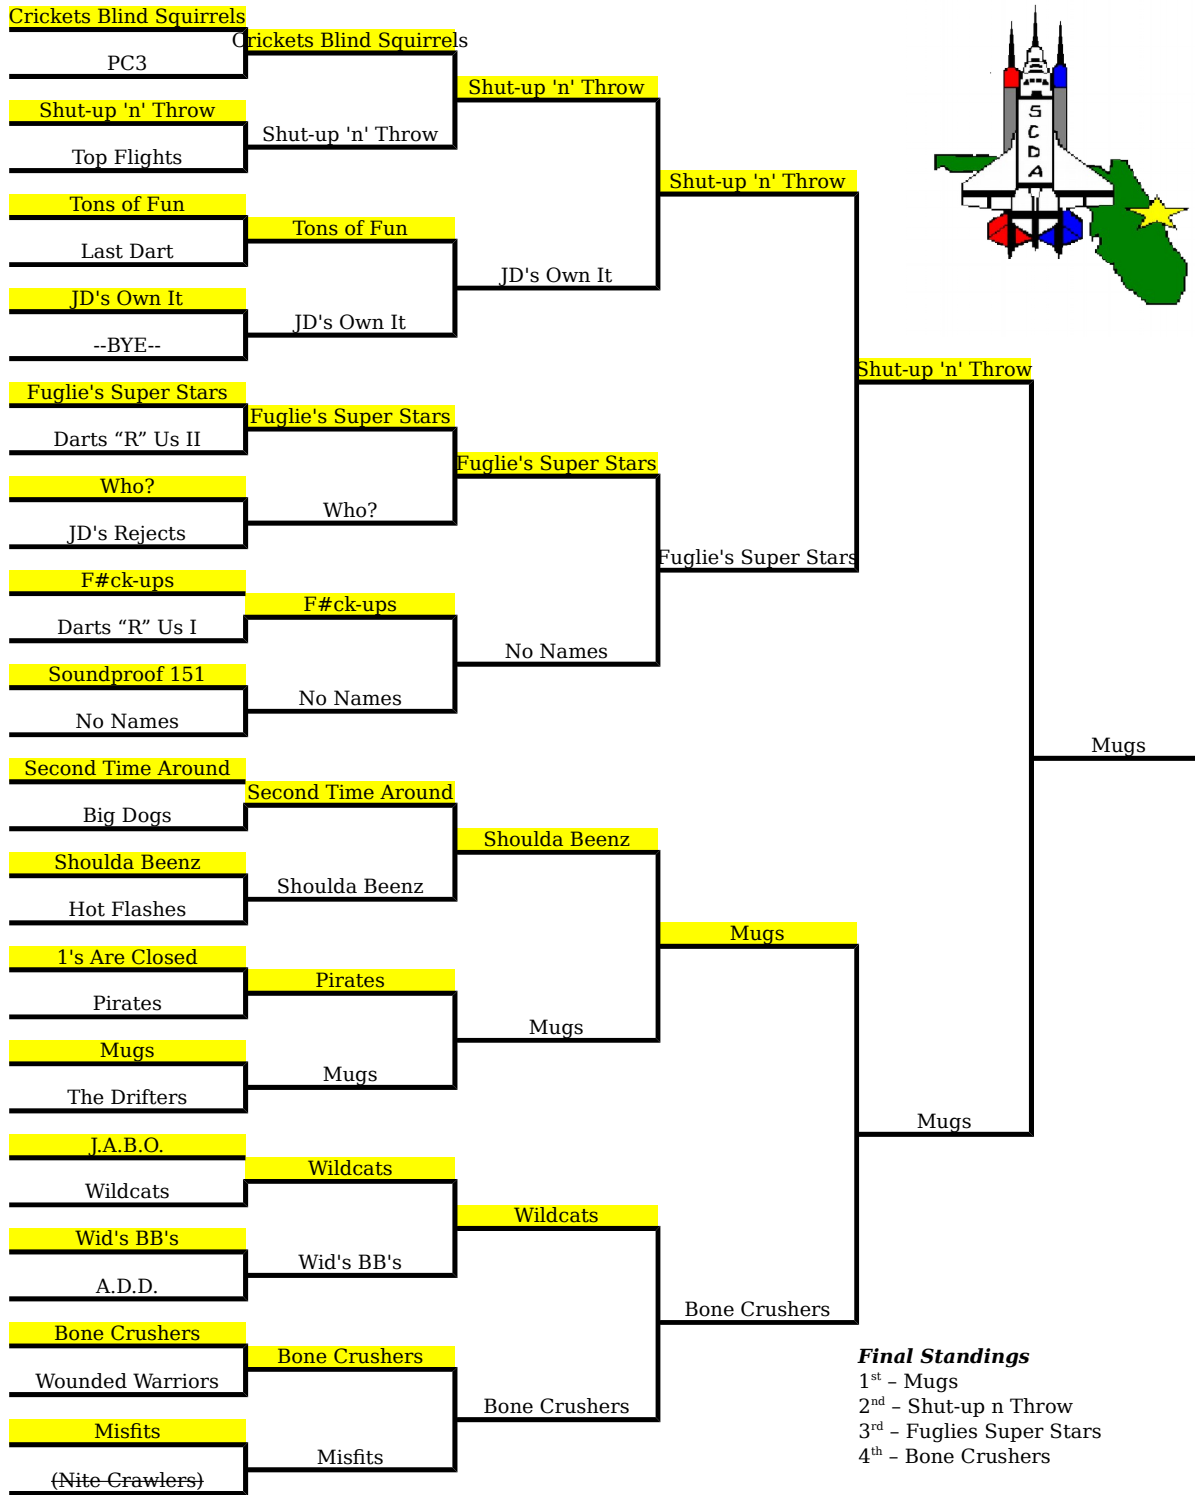 Crickets Blind Squirrels
PC3
Shut-up 'n' Throw
Top Flights
Tons of Fun
Last Dart
JD's Own It
--BYE--
Fuglie's Super Stars
Darts “R” Us II
Who?
JD's Rejects
F#ck-ups
Darts “R” Us I
Soundproof 151
No Names
Second Time Around
Big Dogs
Shoulda Beenz
Hot Flashes
1's Are Closed
Pirates
Mugs
The Drifters
J.A.B.O.
Wildcats
Wid's BB's
A.D.D.
Bone Crushers
Wounded Warriors
Misfits
(Nite Crawlers)
Crickets Blind Squirrels
Shut-up 'n' Throw
Tons of Fun
JD's Own It
Fuglie's Super Stars
Who?
F#ck-ups
No Names
Second Time Around
Shoulda Beenz
Pirates
Mugs
Wildcats
Wid's BB's
Bone Crushers
Misfits
Shut-up 'n' Throw
JD's Own It
Fuglie's Super Stars
No Names
Shoulda Beenz
Mugs
Wildcats
Bone Crushers
Shut-up 'n' Throw
Fuglie's Super Stars
Mugs
Bone Crushers
Shut-up 'n' Throw
Mugs
Mugs
SCDA
Final Standings
1st – Mugs
2nd – Shut-up n Throw
3rd – Fuglies Super Stars
4th – Bone Crushers